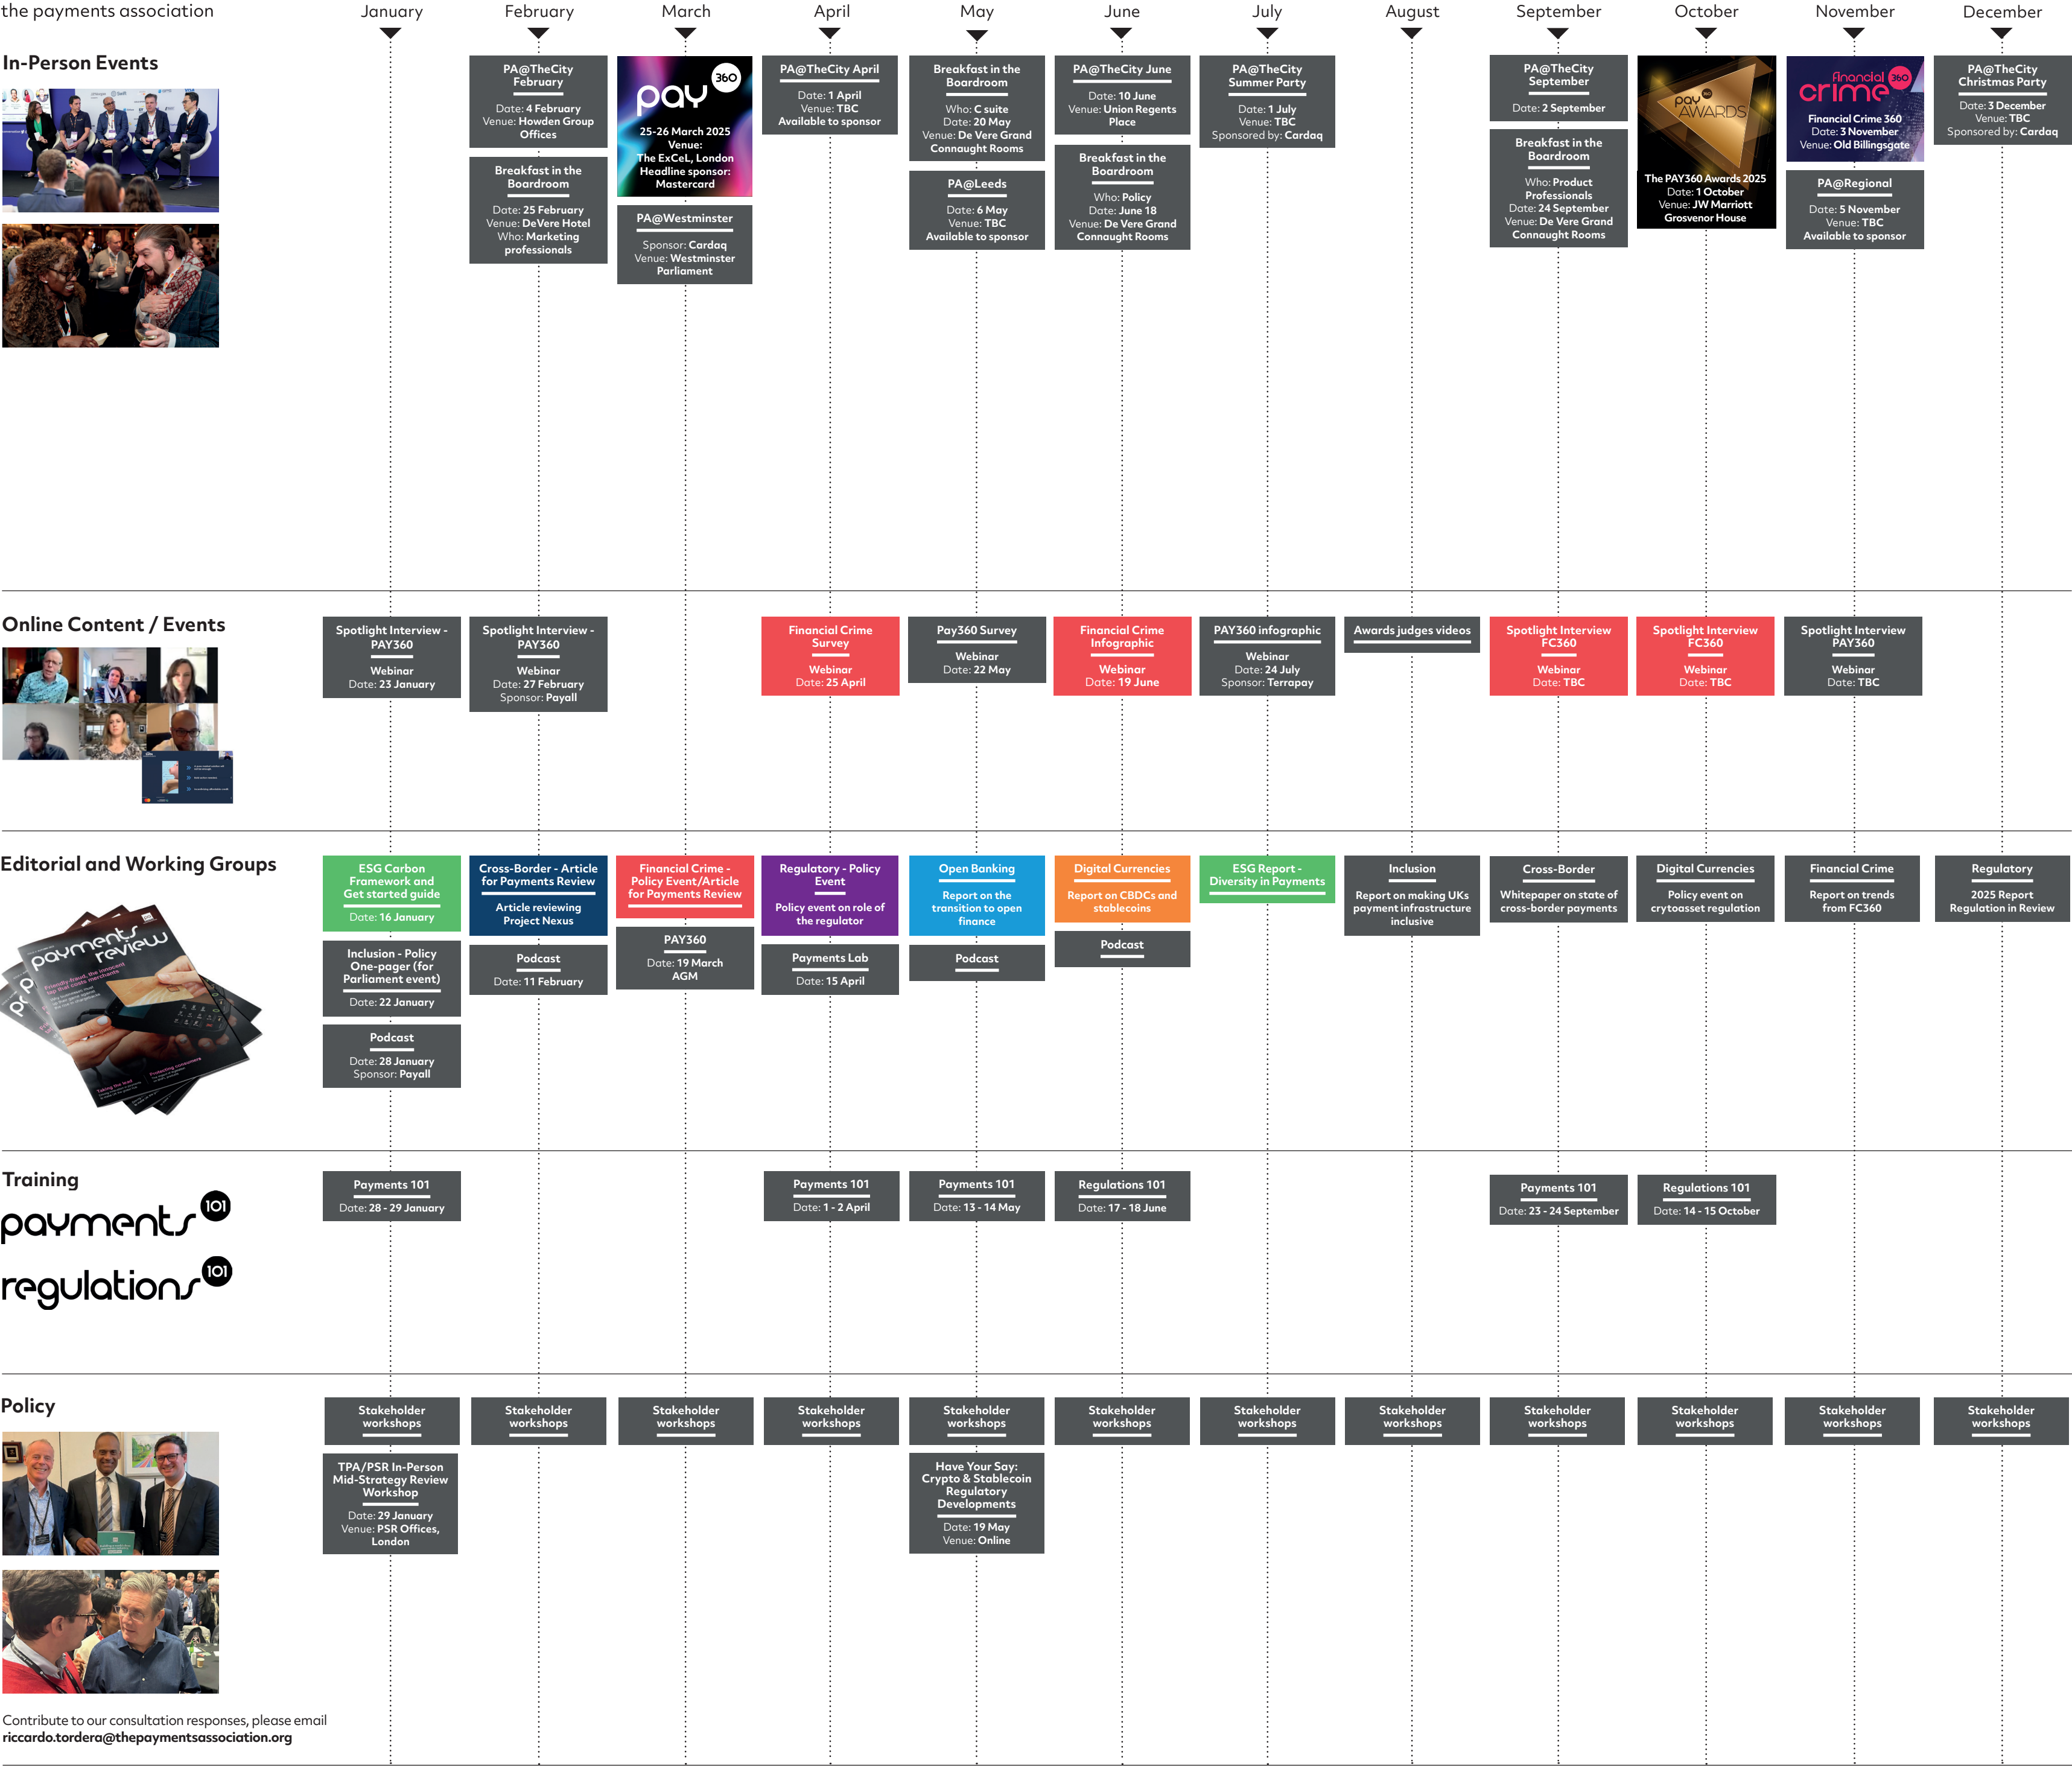 the payments association
January
February
March
April
May
June
July
August
September
October
November
December
In-Person Events
PA@TheCity
February
Date: 4 February
Venue: Howden Group
Offices
Breakfast in the
Boardroom
Date: 25 February
Venue: DeVere Hotel
Who: Marketing
professionals
pay 360
25-26 March 2025
Venue:
The ExCeL, London
Headline sponsor:
Mastercard
PA@Westminster
Sponsor: Cardaq
Venue: Westminster
Parliament
PA@TheCity April
Date: 1 April
Venue: TBC
Available to sponsor
Breakfast in the
Boardroom
Who: C suite
Date: 20 May
Venue: De Vere Grand
Connaught Rooms
PA@Leeds
Date: 6 May
Venue: TBC
Available to sponsor
PA@TheCity June
Date: 10 June
Venue: Union Regents
Place
Breakfast in the
Boardroom
Who: Policy
Date: June 18
Venue: De Vere Grand
Connaught Rooms
PA@TheCity
Summer Party
Date: 1 July
Venue: TBC
Sponsored by: Cardaq
PA@TheCity
September
Date: 2 September
Breakfast in the
Boardroom
Who: Product
Professionals
Date: 24 September
Venue: De Vere Grand
Connaught Rooms
pay 360
AWARDS
The PAY360 Awards 2025
Date: 1 October
Venue: JW Marriott
Grosvenor House
financial 360
crime
Financial Crime 360
Date: 3 November
Venue: Old Billingsgate
PA@Regional
Date: 5 November
Venue: TBC
Available to sponsor
PA@TheCity
Christmas Party
Date: 3 December
Venue: TBC
Sponsored by: Cardaq
Online Content / Events
Spotlight Interview -
PAY360
Webinar
Date: 23 January
Spotlight Interview -
PAY360
Webinar
Date: 27 February
Sponsor: Payall
Financial Crime
Survey
Webinar
Date: 25 April
Pay360 Survey
Webinar
Date: 22 May
Financial Crime
Infographic
Webinar
Date: 19 June
PAY360 infographic
Webinar
Date: 24 July
Sponsor: Terrapay
Awards judges videos
Spotlight Interview
FC360
Webinar
Date: TBC
Spotlight Interview
FC360
Webinar
Date: TBC
Spotlight Interview
PAY360
Webinar
Date: TBC
Editorial and Working Groups
payments
review
Friendly-fraud, the innocent
tap that costs merchants
Taking the lead
Protecting consumers
ESG Carbon
Framework and
Get started guide
Date: 16 January
Inclusion - Policy
One-pager (for
Parliament event)
Date: 22 January
Podcast
Date: 28 January
Sponsor: Payall
Cross-Border - Article
for Payments Review
Article reviewing
Project Nexus
Podcast
Date: 11 February
Financial Crime -
Policy Event/Article
for Payments Review
PAY360
Date: 19 March
AGM
Regulatory - Policy
Event
Policy event on role of
the regulator
Payments Lab
Date: 15 April
Open Banking
Report on the
transition to open
finance
Podcast
Digital Currencies
Report on CBDCs and
stablecoins
Podcast
ESG Report -
Diversity in Payments
Inclusion
Report on making UKs
payment infrastructure
inclusive
Cross-Border
Whitepaper on state of
cross-border payments
Digital Currencies
Policy event on
crytoasset regulation
Financial Crime
Report on trends
from FC360
Regulatory
2025 Report
Regulation in Review
Training
payments 101
regulations 101
Payments 101
Date: 28 - 29 January
Payments 101
Date: 1 - 2 April
Payments 101
Date: 13 - 14 May
Regulations 101
Date: 17 - 18 June
Payments 101
Date: 23 - 24 September
Regulations 101
Date: 14 - 15 October
Policy
Stakeholder
workshops
TPA/PSR In-Person
Mid-Strategy Review
Workshop
Date: 29 January
Venue: PSR Offices,
London
Stakeholder
workshops
Stakeholder
workshops
Stakeholder
workshops
Stakeholder
workshops
Have Your Say:
Crypto & Stablecoin
Regulatory
Developments
Date: 19 May
Venue: Online
Stakeholder
workshops
Stakeholder
workshops
Stakeholder
workshops
Stakeholder
workshops
Stakeholder
workshops
Stakeholder
workshops
Stakeholder
workshops
Contribute to our consultation responses, please email
riccardo.tordera@thepaymentsassociation.org